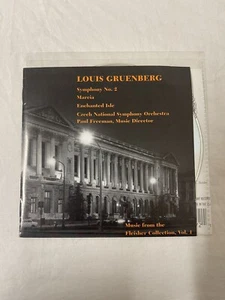 LOUIS GRUENBERG
Symphony No. 2
Marcia
Enchanted Isle
Czech National Symphony Orchestra
Paul Freeman, Music Director
Music from the
Fleisher Collection, Vol. 1